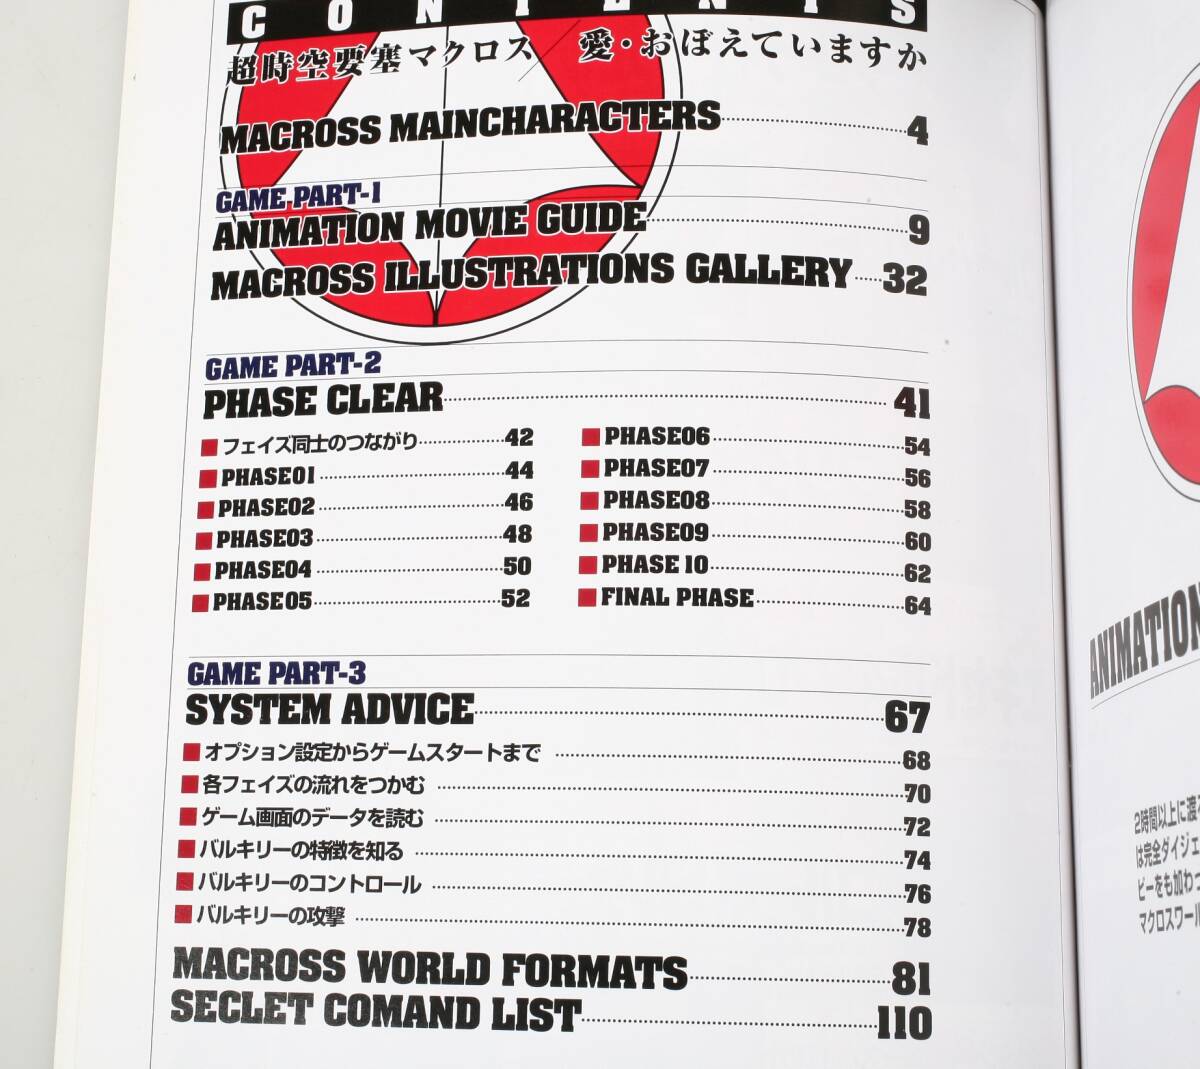 CONTENTS
超時空要塞マクロス 愛・おぼえていますか
MACROSS MAINCHARACTERS 4
GAME PART-1
ANIMATION MOVIE GUIDE 9
MACROSS ILLUSTRATIONS GALLERY 32
GAME PART-2
PHASE CLEAR 41
フェイズ同士のつながり 42
PHASE01 44
PHASE02 46
PHASE03 48
PHASE04 50
PHASE05 52
PHASE06 54
PHASE07 56
PHASE08 58
PHASE09 60
PHASE 10 62
FINAL PHASE 64
GAME PART-3
SYSTEM ADVICE 67
オプション設定からゲームスタートまで 68
各フェイズの流れをつかむ 70
ゲーム画面のデータを読む 72
バルキリーの特徴を知る 74
バルキリーのコントロール 76
バルキリーの攻撃 78
MACROSS WORLD FORMATS 81
SECLET COMAND LIST 110
ANIMATION
2時間以上に渡
は完全ダイジェ
ビーをも加わっ
マクロスワール